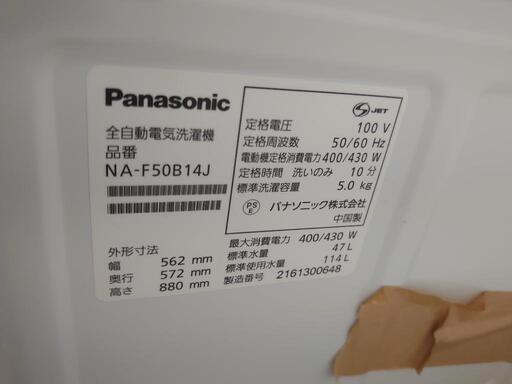 Panasonic
全自動電気洗濯機
品番
NA-F50B14J
外形寸法
幅 562 mm
奥行 572 mm
高さ 880 mm
S JET
定格電圧 100 V
定格周波数 50/60 Hz
電動機定格消費電力 400/430 W
定格時間 洗いのみ 10 分
標準洗濯容量 5.0 kg
PS E パナソニック株式会社
中国製
最大消費電力 400/430 W
標準水量 47 L
標準使用水量 114 L
製造番号 2161300648